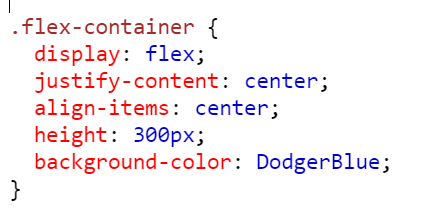 .flex-container {
  display: flex;
  justify-content: center;
  align-items: center;
  height: 300px;
  background-color: DodgerBlue;
}